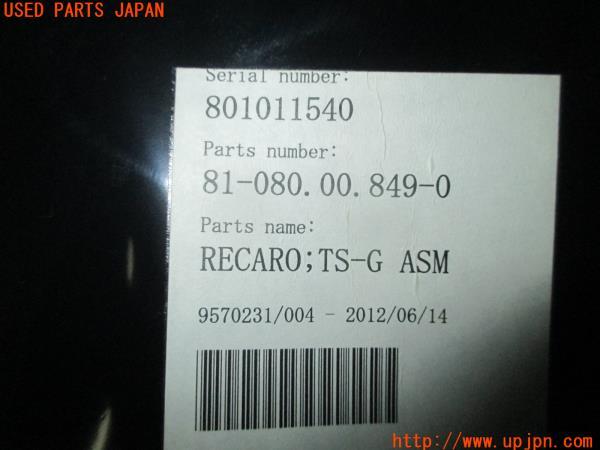 USED PARTS JAPAN
Serial number:
801011540
Parts number:
81-080.00.849-0
Parts name:
RECARO;TS-G ASM
9570231/004 - 2012/06/14
http://www.upjpn.com/